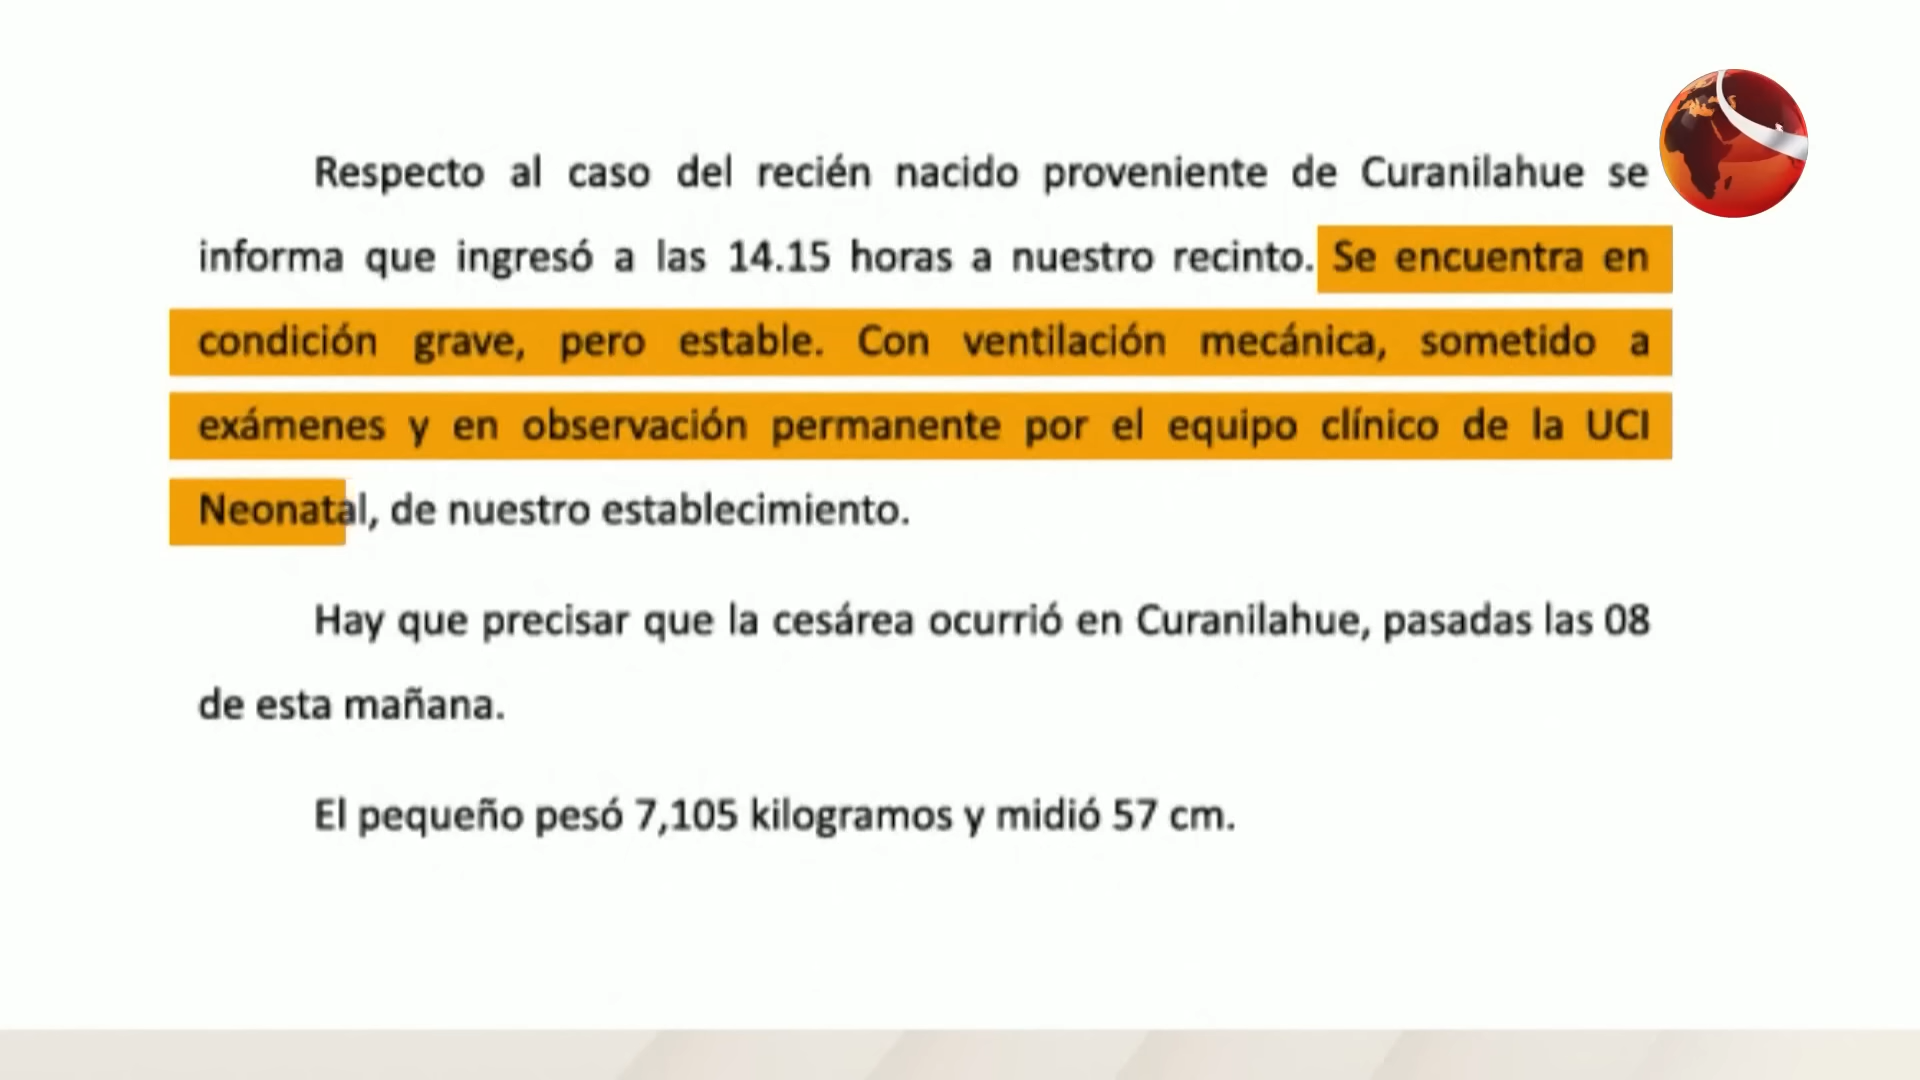 Respecto al caso del recién nacido proveniente de Curanilahue se
informa que ingresó a las 14.15 horas a nuestro recinto. Se encuentra en
condición grave, pero estable. Con ventilación mecánica, sometido a
exámenes y en observación permanente por el equipo clínico de la UCI
Neonatal, de nuestro establecimiento.
Hay que precisar que la cesárea ocurrió en Curanilahue, pasadas las 08
de esta mañana.
El pequeño pesó 7,105 kilogramos y midió 57 cm.